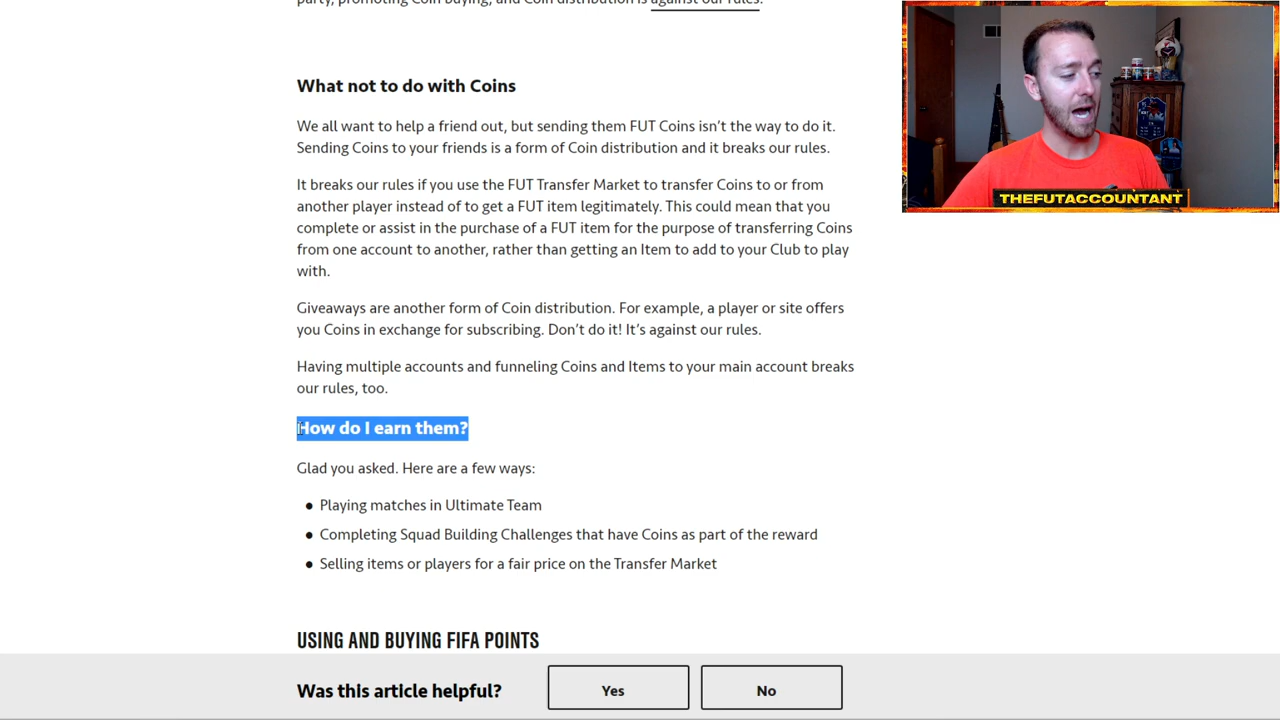 party, promoting Coin buying, and Coin distribution is against our rules.
What not to do with Coins
We all want to help a friend out, but sending them FUT Coins isn't the way to do it.
Sending Coins to your friends is a form of Coin distribution and it breaks our rules.
It breaks our rules if you use the FUT Transfer Market to transfer Coins to or from
another player instead of to get a FUT item legitimately. This could mean that you
complete or assist in the purchase of a FUT item for the purpose of transferring Coins
from one account to another, rather than getting an Item to add to your Club to play
with.
Giveaways are another form of Coin distribution. For example, a player or site offers
you Coins in exchange for subscribing. Don't do it! It's against our rules.
Having multiple accounts and funneling Coins and Items to your main account breaks
our rules, too.
How do I earn them?
Glad you asked. Here are a few ways:
● Playing matches in Ultimate Team
● Completing Squad Building Challenges that have Coins as part of the reward
● Selling items or players for a fair price on the Transfer Market
USING AND BUYING FIFA POINTS
Was this article helpful?
Yes
No
THEFUTACCOUNTANT